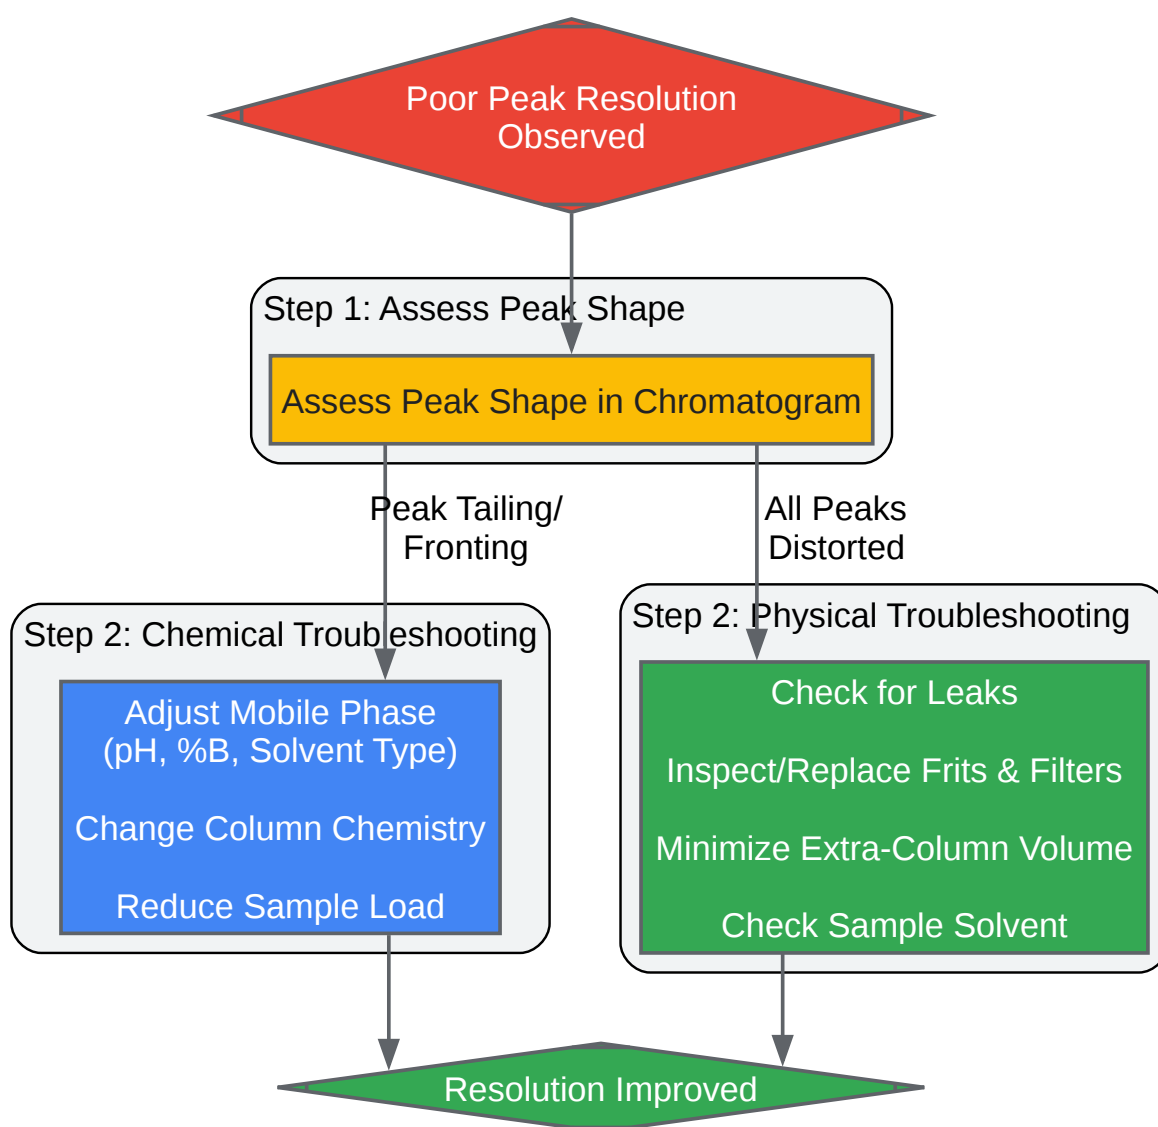 Poor Peak Resolution
Observed
Step 1: Assess Peak Shape
Assess Peak Shape in Chromatogram
Peak Tailing/
Fronting
All Peaks
Distorted
Step 2: Chemical Troubleshooting
Adjust Mobile Phase
(pH, %B, Solvent Type)
Change Column Chemistry
Reduce Sample Load
Step 2: Physical Troubleshooting
Check for Leaks
Inspect/Replace Frits & Filters
Minimize Extra-Column Volume
Check Sample Solvent
Resolution Improved